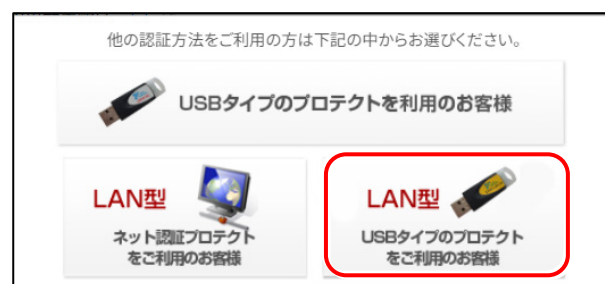 他の認証方法をご利用の方は下記の中からお選びください。
USBタイプのプロテクトを利用のお客様
LAN型
ネット認証プロテクト
をご利用のお客様
LAN型
USBタイプのプロテクト
をご利用のお客様